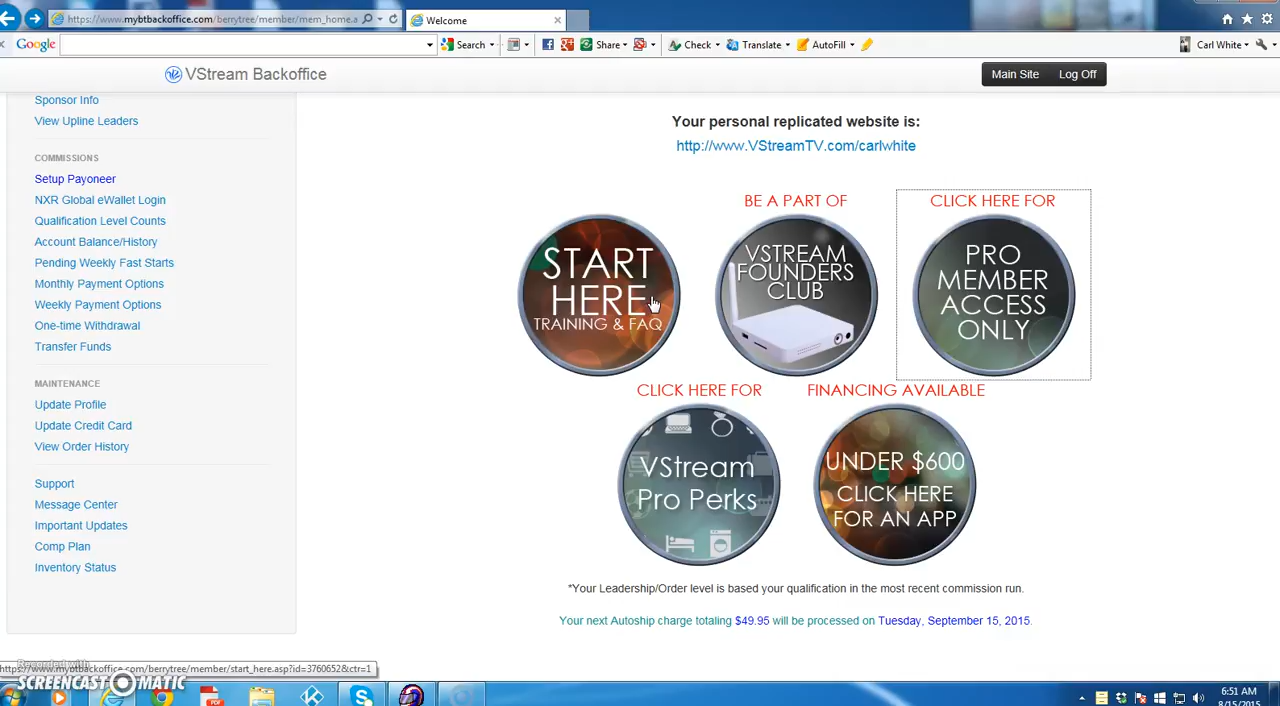 https://www.mybtbackoffice.com/berrytree/member/mem_home.a
Welcome
Google
Search
Share
Check
Translate
AutoFill
Carl White
VStream Backoffice
Main Site
Log Off
Sponsor Info
View Upline Leaders
COMMISSIONS
Setup Payoneer
NXR Global eWallet Login
Qualification Level Counts
Account Balance/History
Pending Weekly Fast Starts
Monthly Payment Options
Weekly Payment Options
One-time Withdrawal
Transfer Funds
MAINTENANCE
Update Profile
Update Credit Card
View Order History
Support
Message Center
Important Updates
Comp Plan
Inventory Status
Your personal replicated website is:
http://www.VStreamTV.com/carlwhite
START
HERE
TRAINING & FAQ
BE A PART OF
VSTREAM
FOUNDERS
CLUB
CLICK HERE FOR
PRO
MEMBER
ACCESS
ONLY
CLICK HERE FOR
VStream
Pro Perks
FINANCING AVAILABLE
UNDER $600
CLICK HERE
FOR AN APP
*Your Leadership/Order level is based your qualification in the most recent commission run.
Your next Autoship charge totaling $49.95 will be processed on Tuesday, September 15, 2015.
https://www.mybtbackoffice.com/berrytree/member/start_here.asp?id=3760652&ctr=1
Recorded with
SCREENCAST MATIC
6:51 AM
8/15/2015